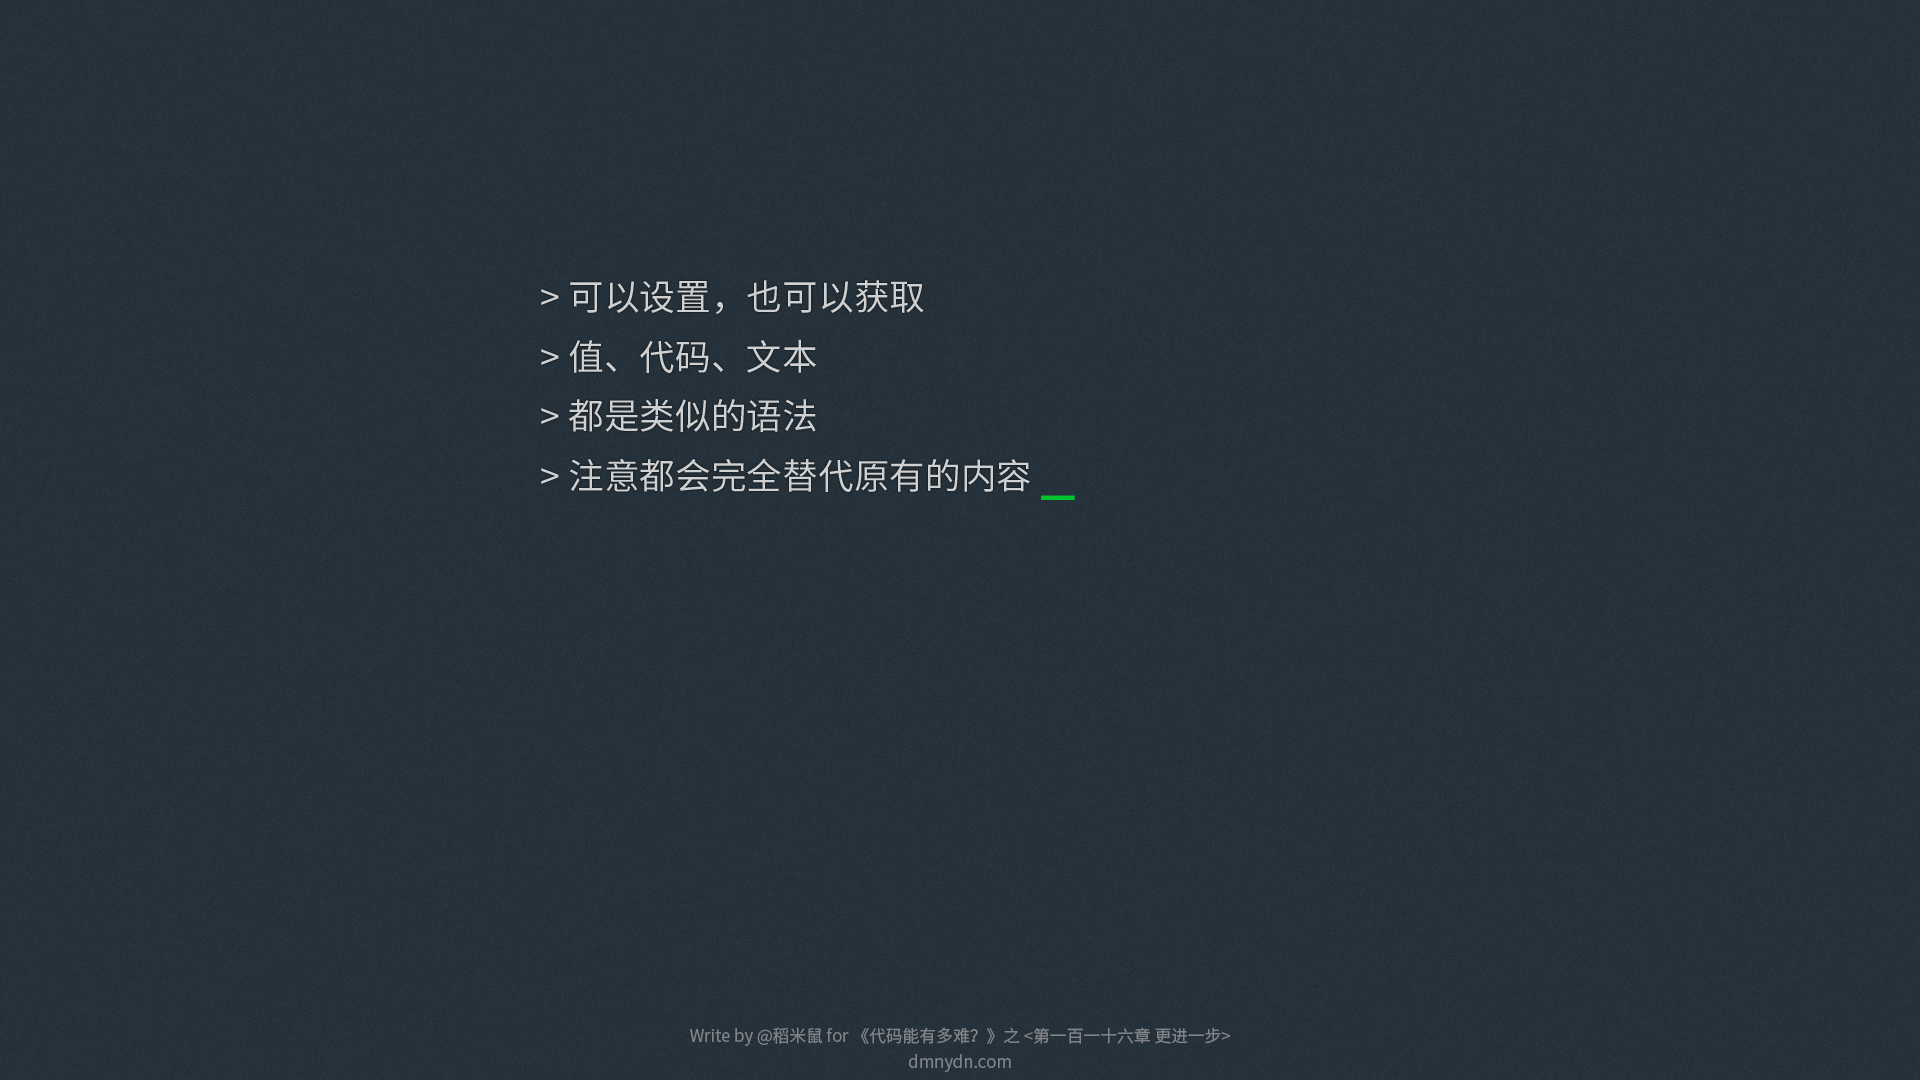 > 可以设置，也可以获取
> 值、代码、文本
> 都是类似的语法
> 注意都会完全替代原有的内容 _
Write by @稻米鼠 for 《代码能有多难？》之 <第一百一十六章 更进一步>
dmnydn.com